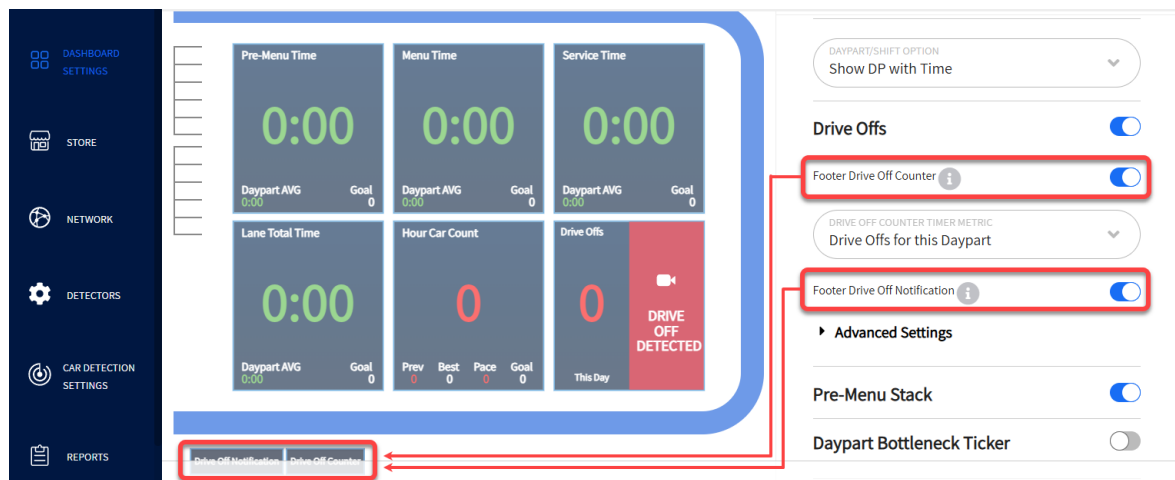 DASHBOARD
SETTINGS
STORE
NETWORK
DETECTORS
CAR DETECTION
SETTINGS
REPORTS
Pre-Menu Time
0:00
Daypart AVG Goal
0:00 0
Menu Time
0:00
Daypart AVG Goal
0:00 0
Service Time
0:00
Daypart AVG Goal
0:00 0
Lane Total Time
0:00
Daypart AVG Goal
0:00 0
Hour Car Count
0
Prev Best Pace Goal
0 0 0 0
Drive Offs
0
This Day
DRIVE
OFF
DETECTED
Drive Off Notification Drive Off Counter
DAYPART/SHIFT OPTION
Show DP with Time
Drive Offs
Footer Drive Off Counter i
DRIVE OFF COUNTER TIMER METRIC
Drive Offs for this Daypart
Footer Drive Off Notification i
Advanced Settings
Pre-Menu Stack
Daypart Bottleneck Ticker